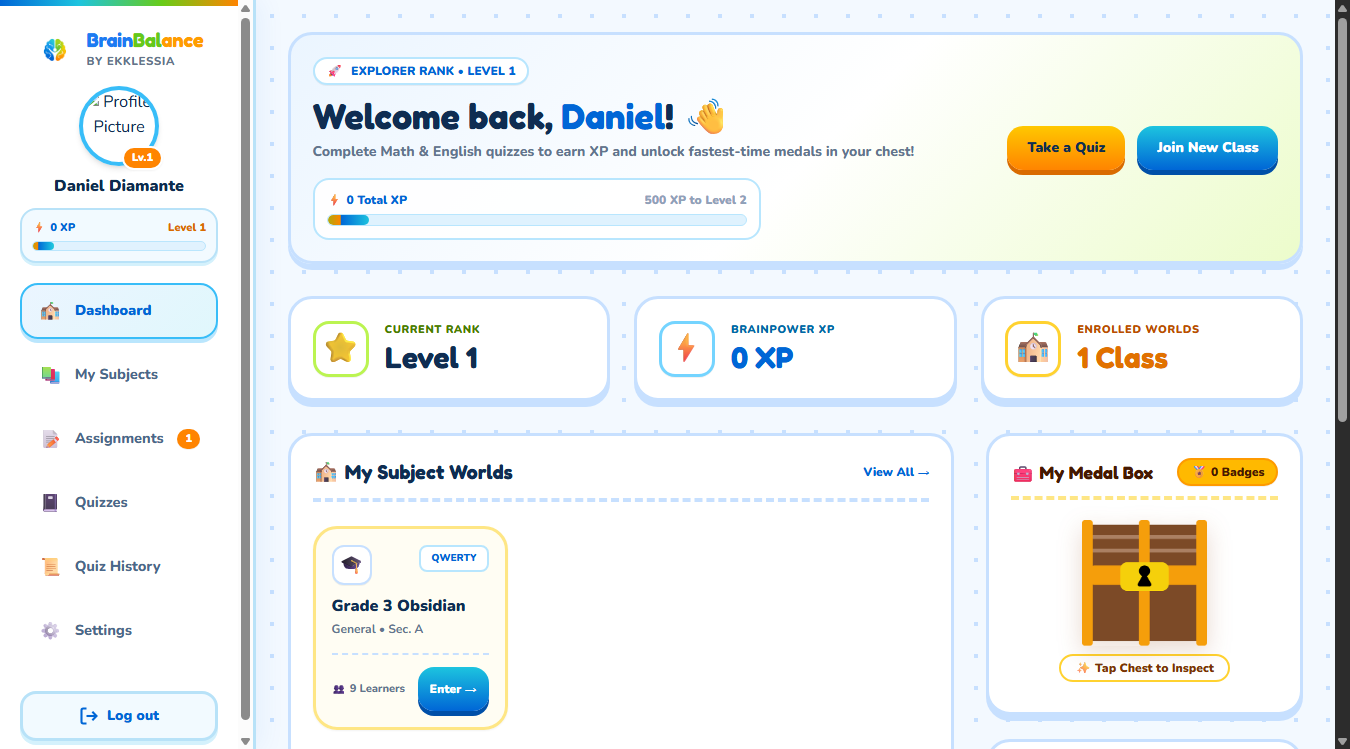 BrainBalance
BY EKKLESSIA
Profile
Picture
Lv.1
Daniel Diamante
0 XP
Level 1
Dashboard
My Subjects
Assignments
1
Quizzes
Quiz History
Settings
Log out
EXPLORER RANK • LEVEL 1
Welcome back, Daniel!
Complete Math & English quizzes to earn XP and unlock fastest-time medals in your chest!
0 Total XP
500 XP to Level 2
Take a Quiz
Join New Class
CURRENT RANK
Level 1
BRAINPOWER XP
0 XP
ENROLLED WORLDS
1 Class
My Subject Worlds
View All →
QWERTY
Grade 3 Obsidian
General • Sec. A
9 Learners
Enter →
My Medal Box
0 Badges
Tap Chest to Inspect